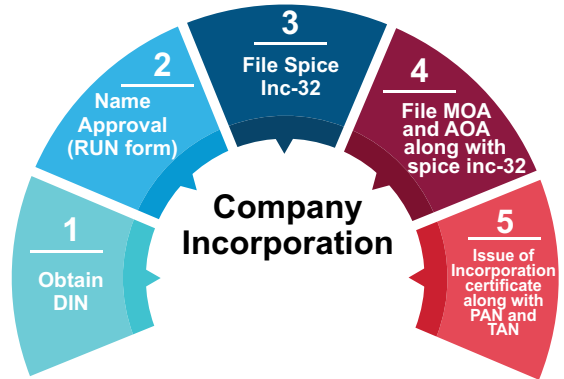 1
Obtain
DIN
2
Name
Approval
(RUN form)
3
File Spice
Inc-32
4
File MOA
and AOA
along with
spice inc-32
5
Issue of
Incorporation
certificate
along with
PAN and
TAN
Company
Incorporation